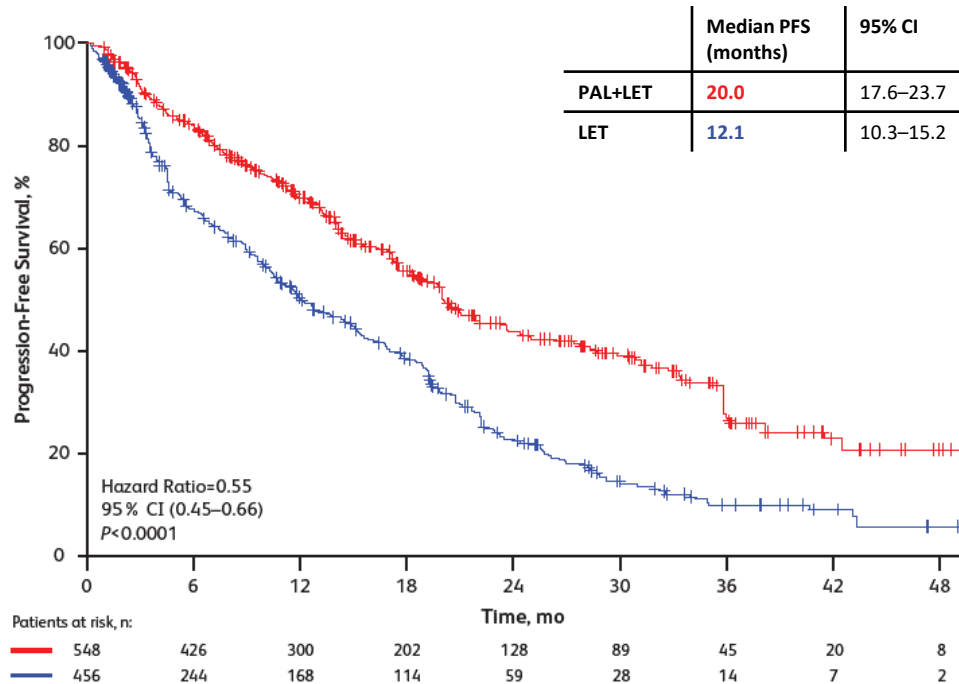 Median PFS (months) 95% CI
PAL+LET 20.0 17.6–23.7
LET 12.1 10.3–15.2
Progression-Free Survival, %
100
80
60
40
20
0
Hazard Ratio=0.55
95% CI (0.45–0.66)
P<0.0001
0 6 12 18 24 30 36 42 48
Time, mo
Patients at risk, n:
548 426 300 202 128 89 45 20 8
456 244 168 114 59 28 14 7 2